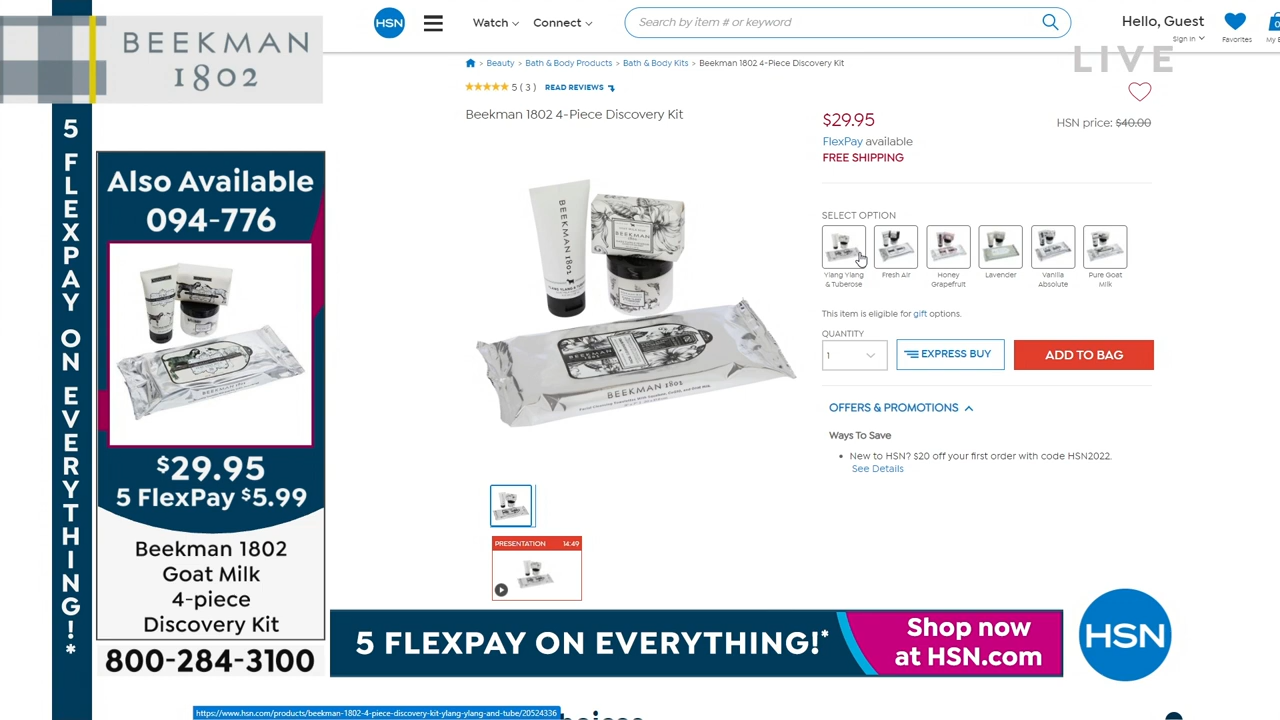 BEEKMAN
1802
5 FLEXPAY ON EVERYTHING!*
Also Available
094-776
$29.95
5 FlexPay $5.99
Beekman 1802
Goat Milk
4-piece
Discovery Kit
800-284-3100
HSN
Watch
Connect
Search by item # or keyword
Hello, Guest
Sign In
Favorites
LIVE
> Beauty > Bath & Body Products > Bath & Body Kits > Beekman 1802 4-Piece Discovery Kit
5 ( 3 ) READ REVIEWS
Beekman 1802 4-Piece Discovery Kit
BEEKMAN 1802
BEEKMAN
1802
BEEKMAN 1802
$29.95
HSN price: $40.00
FlexPay available
FREE SHIPPING
SELECT OPTION
Ylang Ylang
& Tuberose
Fresh Air
Honey
Grapefruit
Lavender
Vanilla
Absolute
Pure Goat
Milk
This item is eligible for gift options.
QUANTITY
1
EXPRESS BUY
ADD TO BAG
OFFERS & PROMOTIONS
Ways To Save
• New to HSN? $20 off your first order with code HSN2022.
See Details
PRESENTATION 14:49
5 FLEXPAY ON EVERYTHING!*
Shop now
at HSN.com
HSN
https://www.hsn.com/products/beekman-1802-4-piece-discovery-kit-ylang-ylang-and-tube/20524336